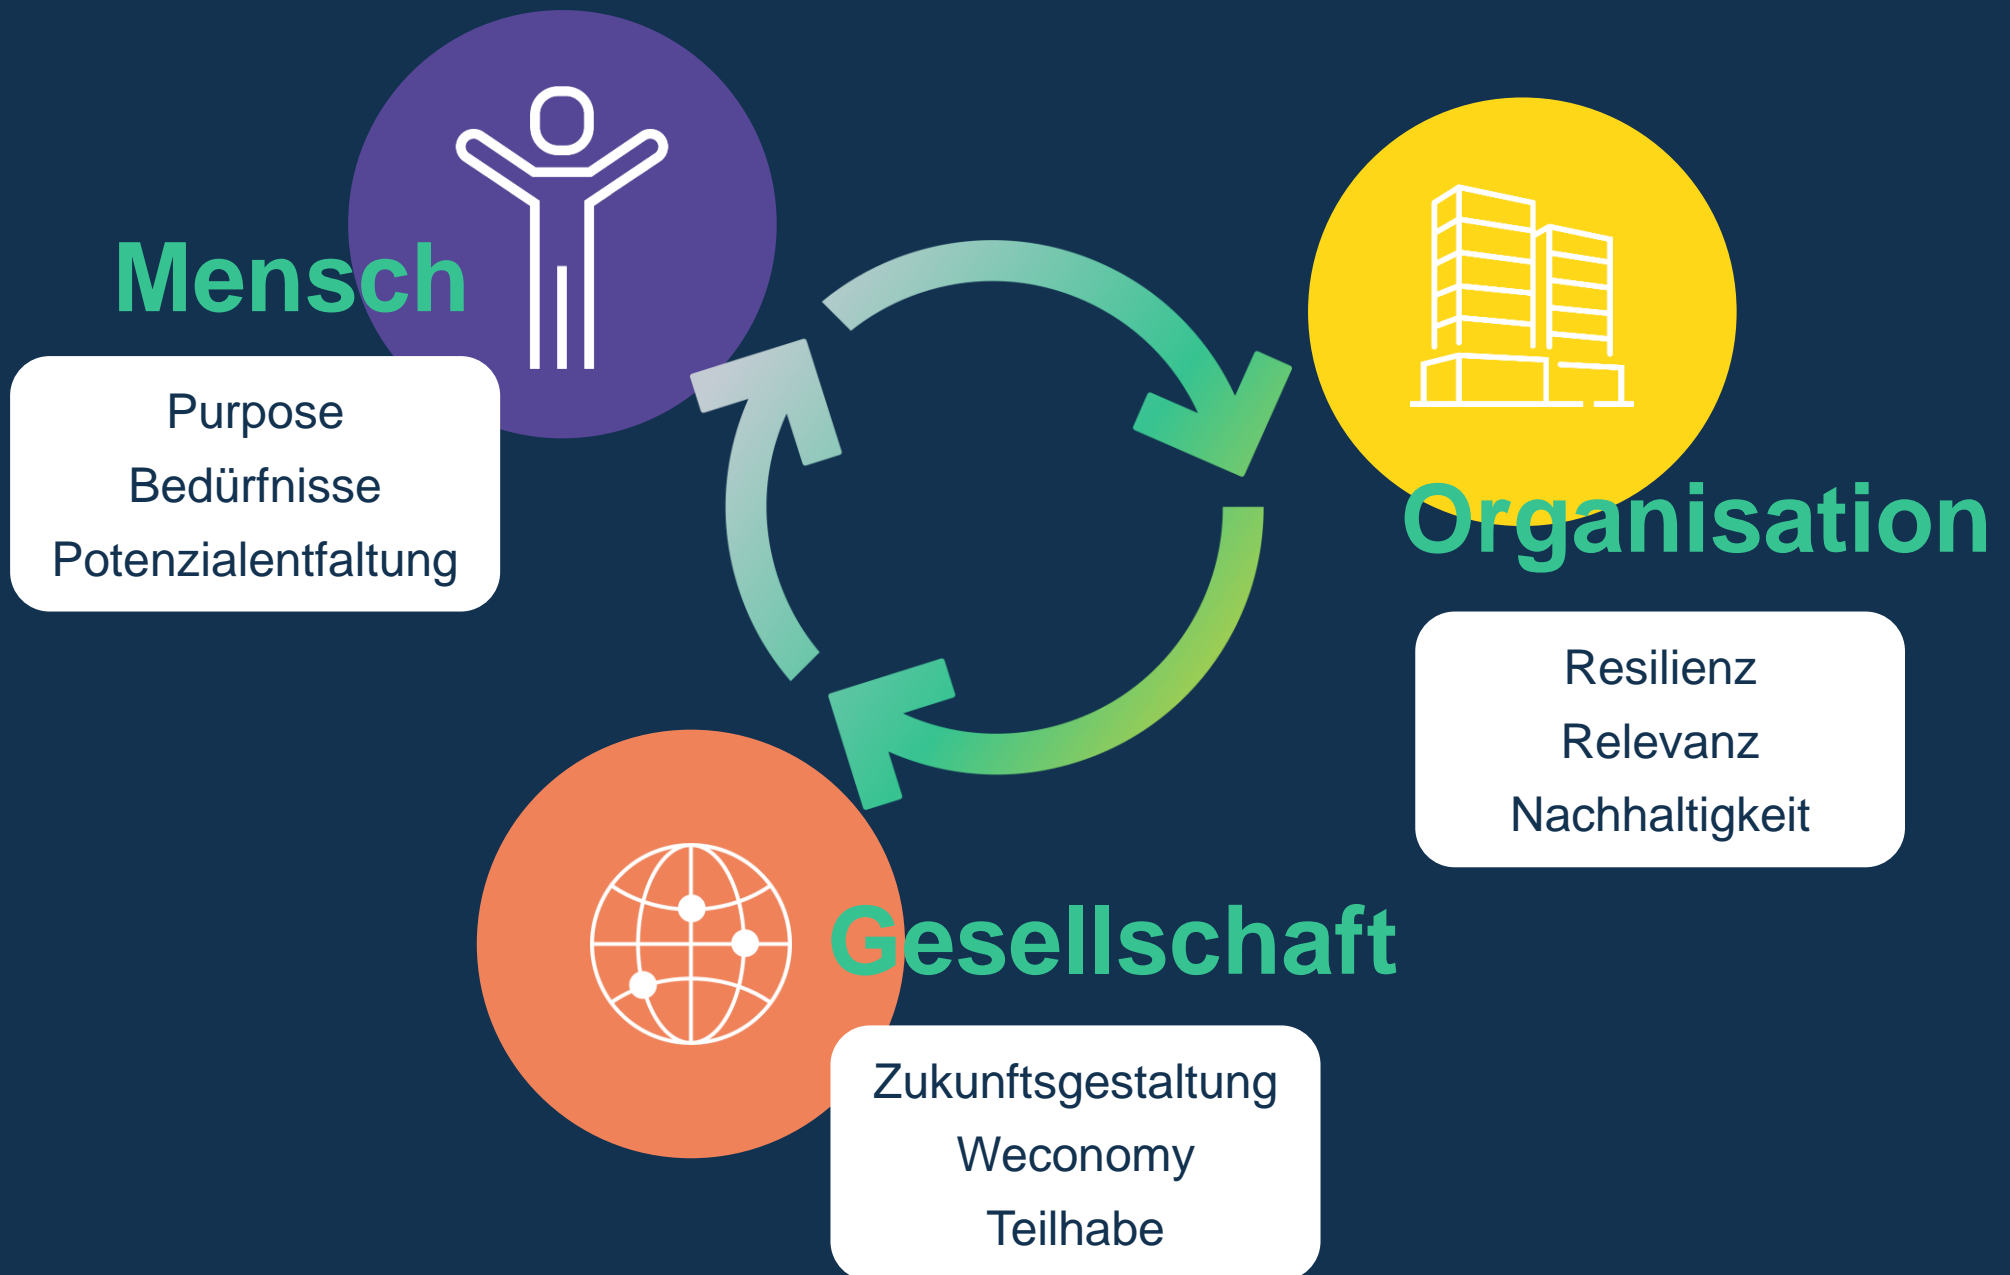 Mensch
Purpose
Bedürfnisse
Potenzialentfaltung
Organisation
Resilienz
Relevanz
Nachhaltigkeit
Gesellschaft
Zukunftsgestaltung
Weconomy
Teilhabe